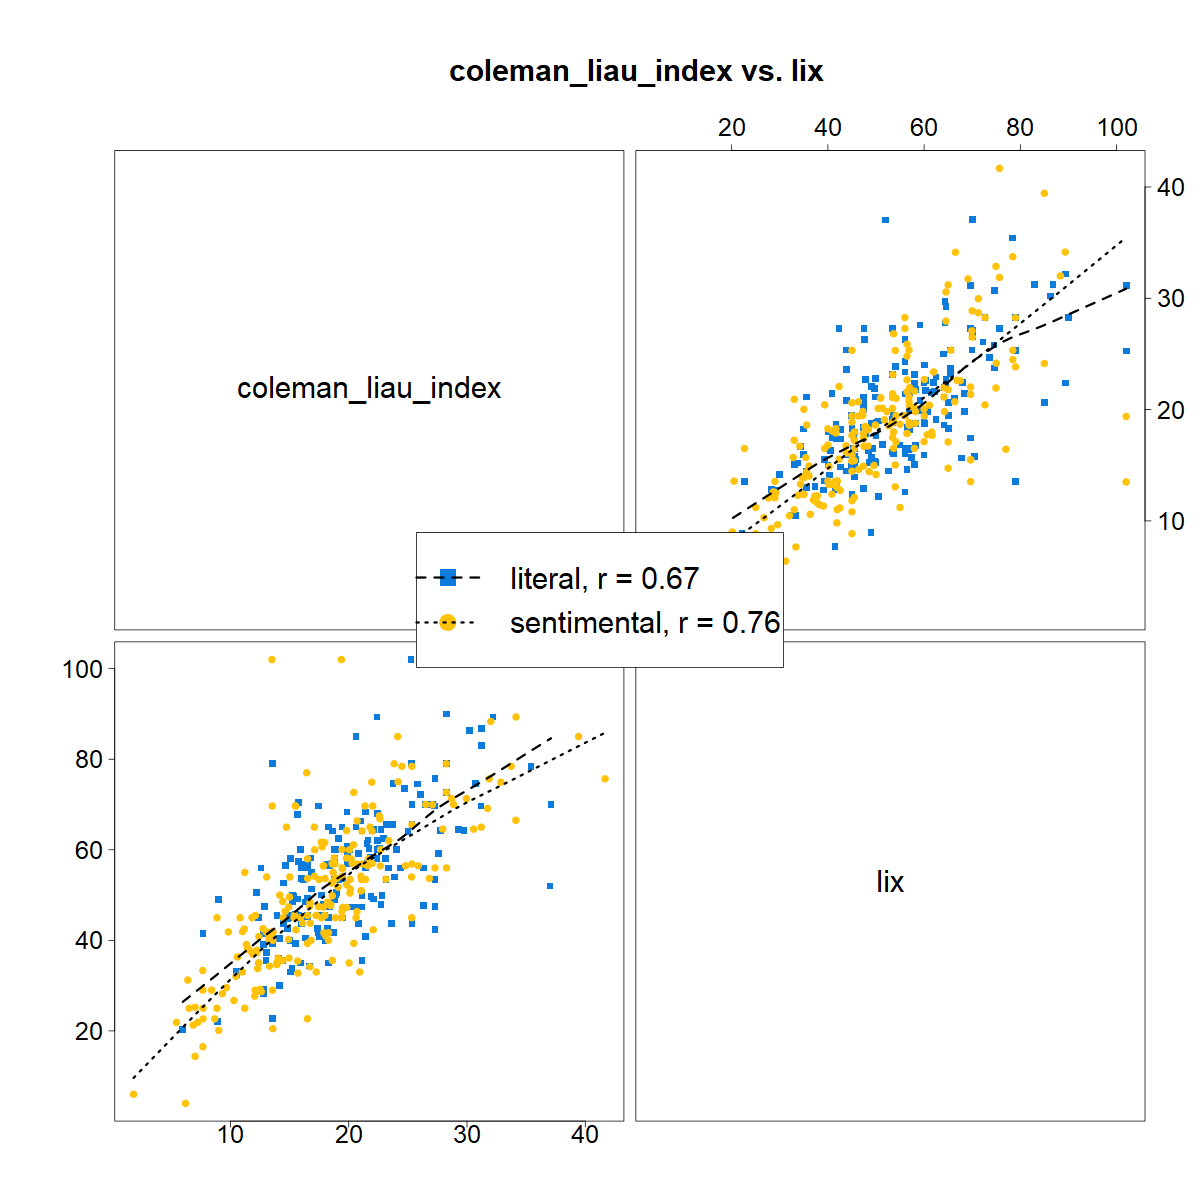 coleman_liau_index vs. lix
20 40 60 80 100
40
30
20
10
coleman_liau_index
literal, r = 0.67
sentimental, r = 0.76
100
80
60
40
20
lix
10 20 30 40